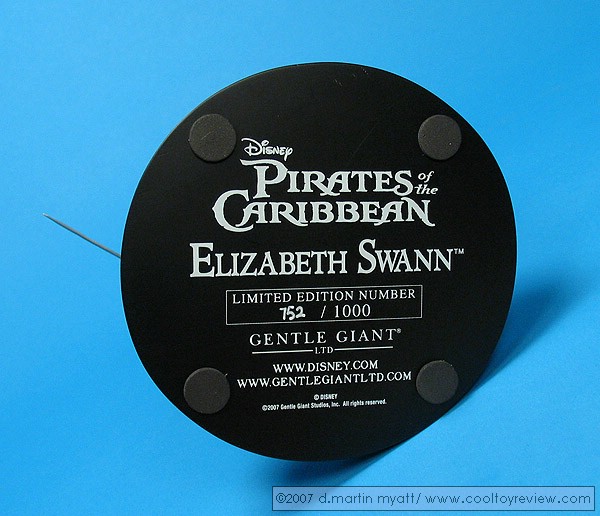 Disney
PIRATES of the
CARIBBEAN
ELIZABETH SWANN™
LIMITED EDITION NUMBER
752 / 1000
GENTLE GIANT®
LTD
WWW.DISNEY.COM
WWW.GENTLEGIANTLTD.COM
© DISNEY
©2007 Gentle Giant Studios, Inc. All rights reserved.
©2007 d.martin myatt/ www.cooltoyreview.com